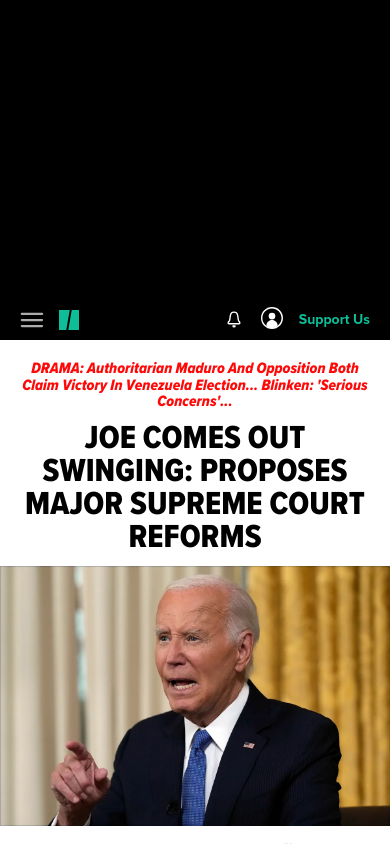 Support Us
DRAMA: Authoritarian Maduro And Opposition Both
Claim Victory In Venezuela Election... Blinken: 'Serious
Concerns'...
JOE COMES OUT
SWINGING: PROPOSES
MAJOR SUPREME COURT
REFORMS